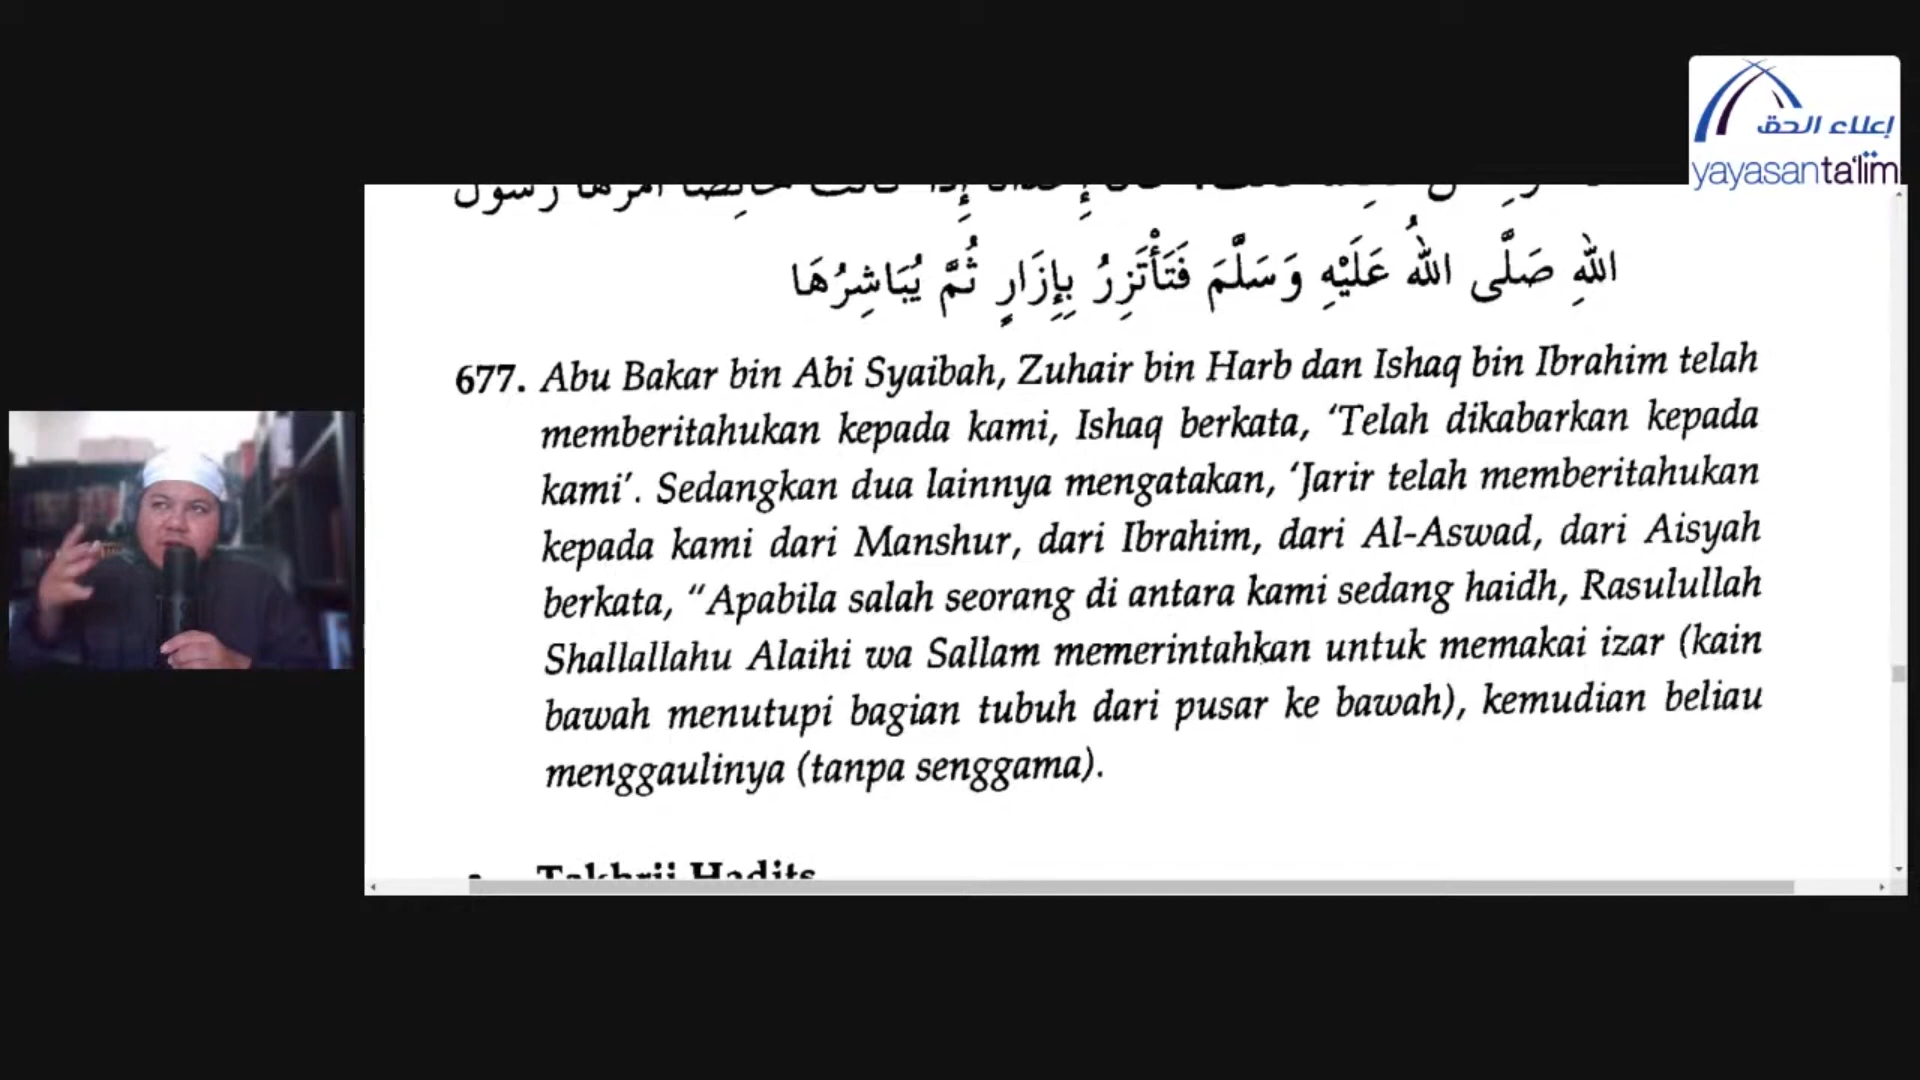 إعلاء الحق
yayasanta'lim
إِذَا رَسُولُ
اللهِ صَلَّى اللهُ عَلَيْهِ وَسَلَّمَ فَتَأْتَزِرُ بِإِزَارٍ ثُمَّ يُبَاشِرُهَا
677. Abu Bakar bin Abi Syaibah, Zuhair bin Harb dan Ishaq bin Ibrahim telah
memberitahukan kepada kami, Ishaq berkata, ‘Telah dikabarkan kepada
kami’. Sedangkan dua lainnya mengatakan, ‘Jarir telah memberitahukan
kepada kami dari Manshur, dari Ibrahim, dari Al-Aswad, dari Aisyah
berkata, “Apabila salah seorang di antara kami sedang haidh, Rasulullah
Shallallahu Alaihi wa Sallam memerintahkan untuk memakai izar (kain
bawah menutupi bagian tubuh dari pusar ke bawah), kemudian beliau
menggaulinya (tanpa senggama).
Takhrij Hadits